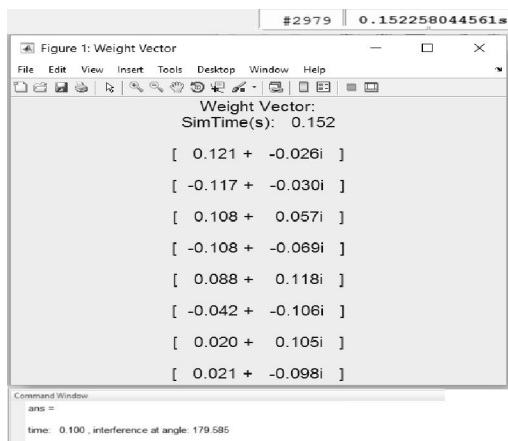 #2979 0.152258044561s
Figure 1: Weight Vector
File Edit View Insert Tools Desktop Window Help
Weight Vector:
SimTime(s): 0.152
[ 0.121 + -0.026i ]
[ -0.117 + -0.030i ]
[ 0.108 + 0.057i ]
[ -0.108 + -0.069i ]
[ 0.088 + 0.118i ]
[ -0.042 + -0.106i ]
[ 0.020 + 0.105i ]
[ 0.021 + -0.098i ]
Command Window
ans =
time: 0.100 , interference at angle: 179.585